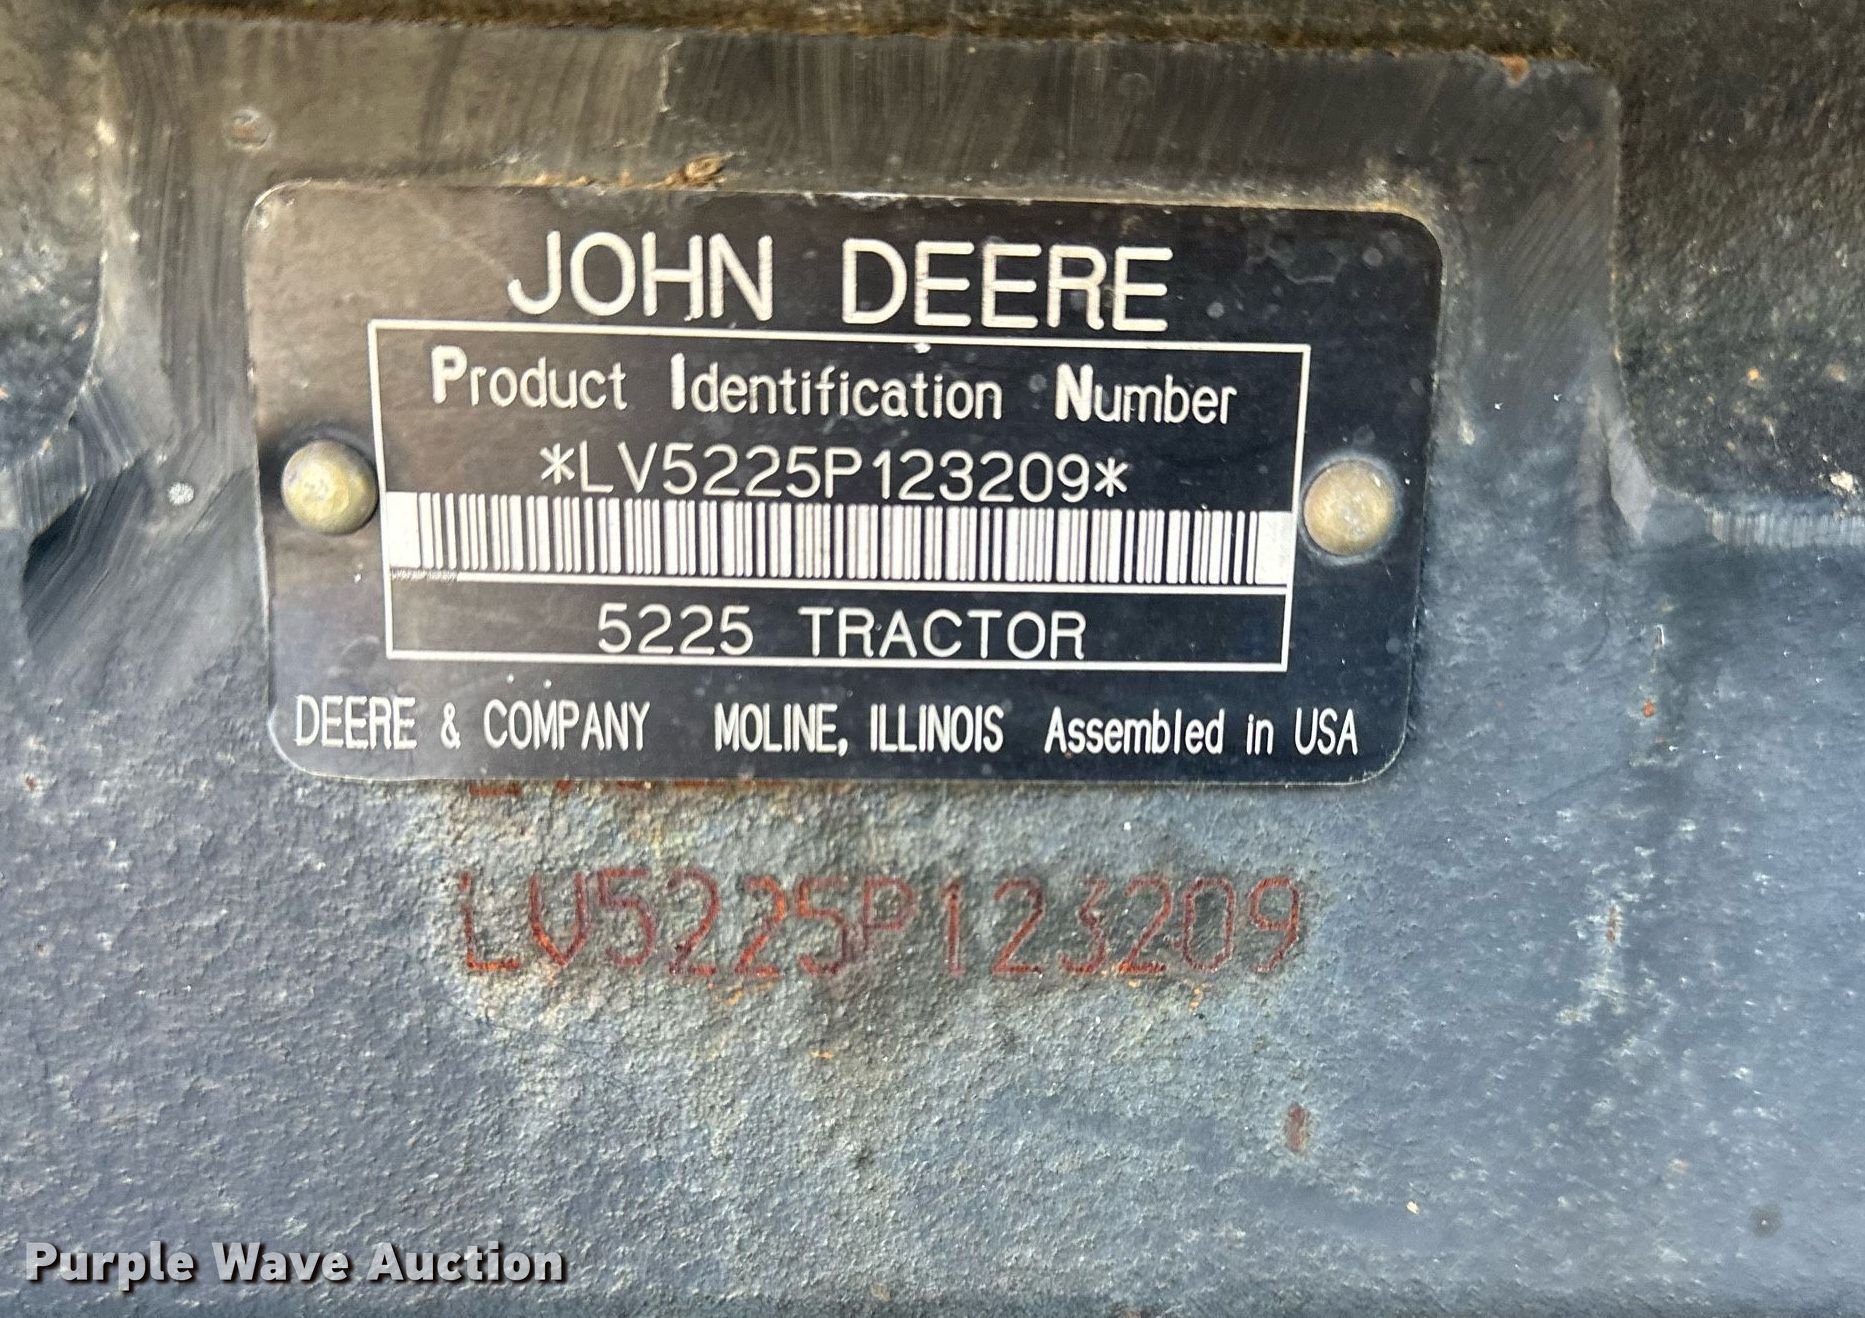 JOHN DEERE
Product Identification Number
*LV5225P123209*
5225 TRACTOR
DEERE & COMPANY MOLINE, ILLINOIS Assembled in USA
LV5225P123209
Purple Wave Auction